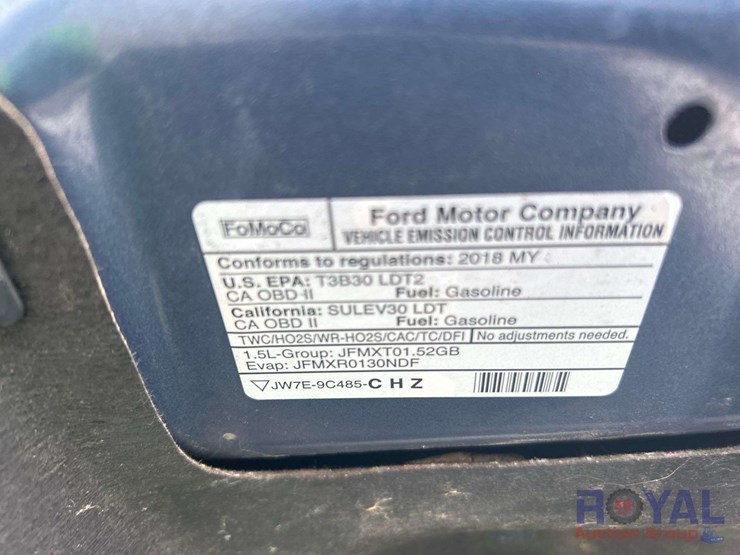 FoMoCo
Ford Motor Company
VEHICLE EMISSION CONTROL INFORMATION
Conforms to regulations: 2018 MY
U.S. EPA: T3B30 LDT2
CA OBD-II Fuel: Gasoline
California: SULEV30 LDT
CA OBD II Fuel: Gasoline
TWC/HO2S/WR-HO2S/CAC/TC/DFI No adjustments needed.
1.5L-Group: JFMXT01.52GB
Evap: JFMXR0130NDF
JW7E-9C485-CHZ
ROYAL
Auction Group